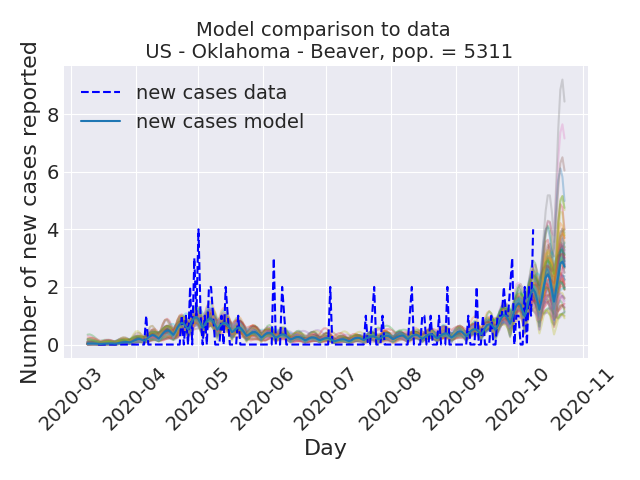 Model comparison to data
US - Oklahoma - Beaver, pop. = 5311
Number of new cases reported
8
6
4
2
0
new cases data
new cases model
2020-03
2020-04
2020-05
2020-06
2020-07
2020-08
2020-09
2020-10
2020-11
Day